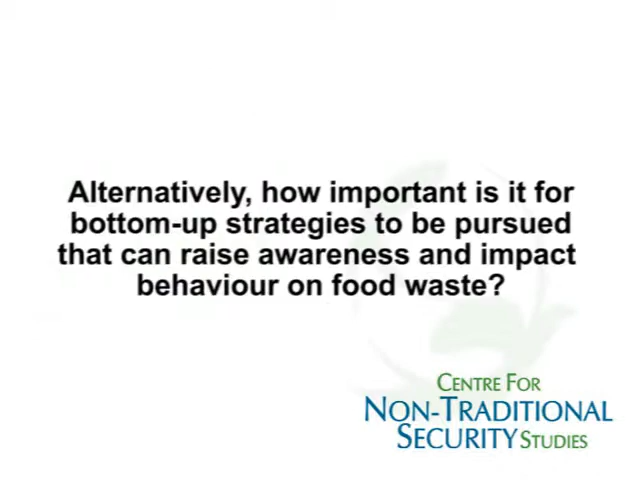 Alternatively, how important is it for
bottom-up strategies to be pursued
that can raise awareness and impact
behaviour on food waste?
CENTRE FOR
NON-TRADITIONAL
SECURITY STUDIES